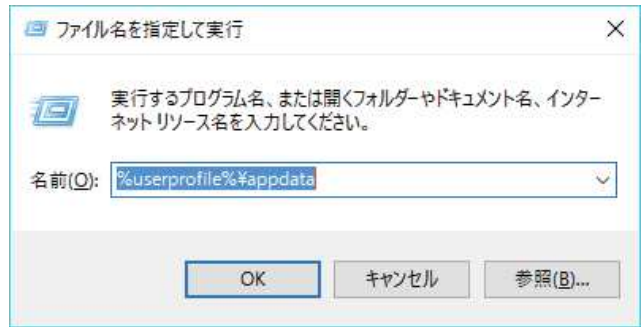 ファイル名を指定して実行
実行するプログラム名、または開くフォルダーやドキュメント名、インター
ネット リソース名を入力してください。
名前(O): %userprofile%¥appdata
OK キャンセル 参照(B)...